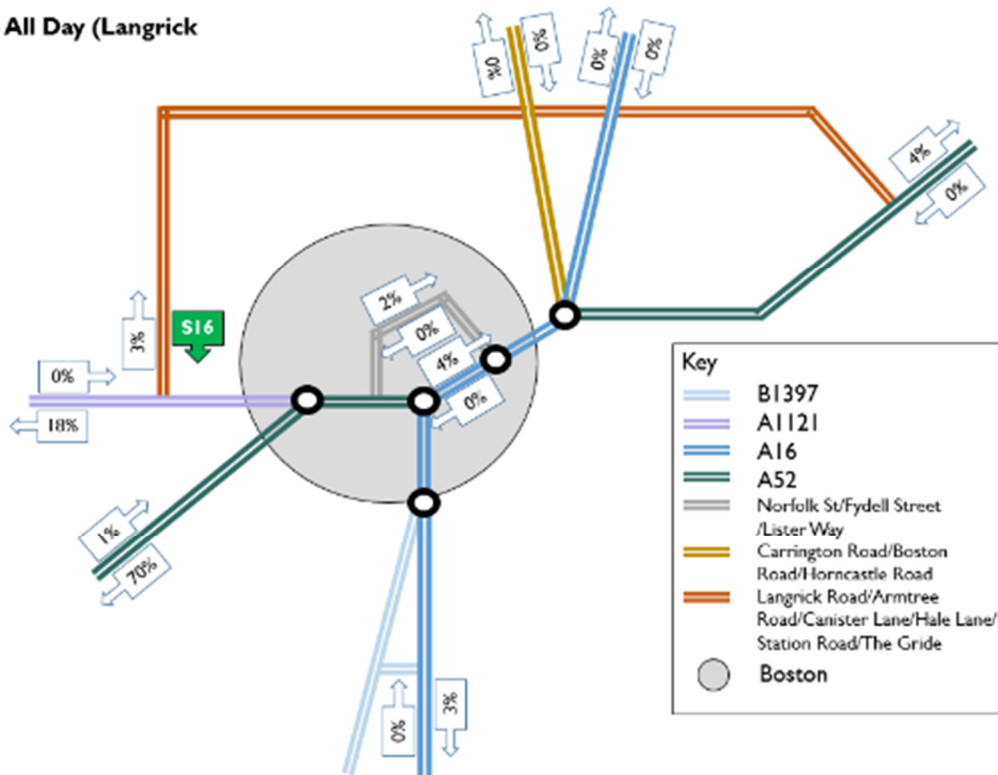 All Day (Langrick
0%
0%
0%
0%
4%
0%
2%
0%
4%
0%
3%
S16
0%
18%
1%
70%
0%
3%
Key
B1397
A1121
A16
A52
Norfolk St/Fydell Street
/Lister Way
Carrington Road/Boston
Road/Horncastle Road
Langrick Road/Armtree
Road/Canister Lane/Hale Lane/
Station Road/The Gride
Boston